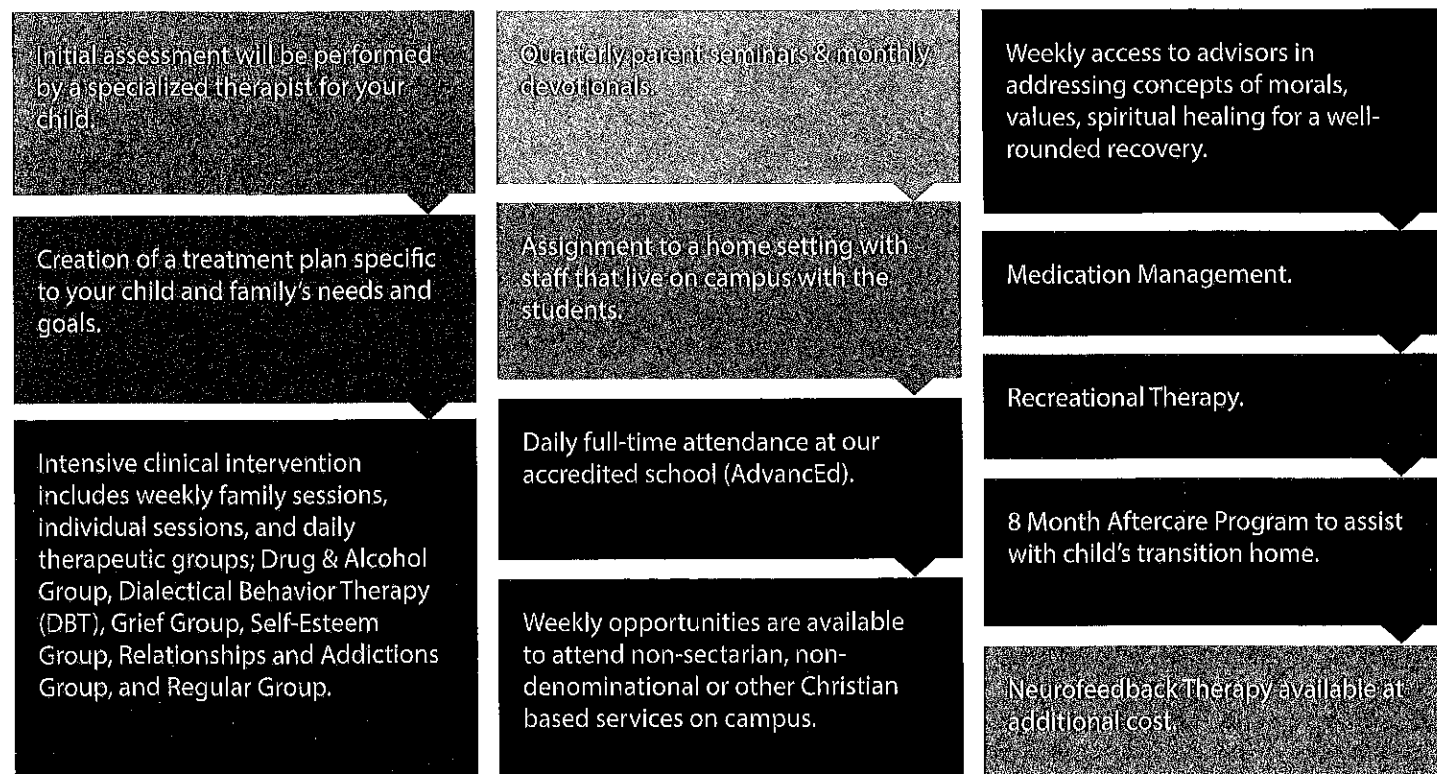 Initial assessment will be performed
by a specialized therapist for your
child.
Creation of a treatment plan specific
to your child and family's needs and
goals.
Intensive clinical intervention
includes weekly family sessions,
individual sessions, and daily
therapeutic groups; Drug & Alcohol
Group, Dialectical Behavior Therapy
(DBT), Grief Group, Self-Esteem
Group, Relationships and Addictions
Group, and Regular Group.
Quarterly parent seminars & monthly
devotionals.
Assignment to a home setting with
staff that live on campus with the
students.
Daily full-time attendance at our
accredited school (AdvancEd).
Weekly opportunities are available
to attend non-sectarian, non-
denominational or other Christian
based services on campus.
Weekly access to advisors in
addressing concepts of morals,
values, spiritual healing for a well-
rounded recovery.
Medication Management.
Recreational Therapy.
8 Month Aftercare Program to assist
with child's transition home.
Neurofeedback Therapy available at
additional cost.